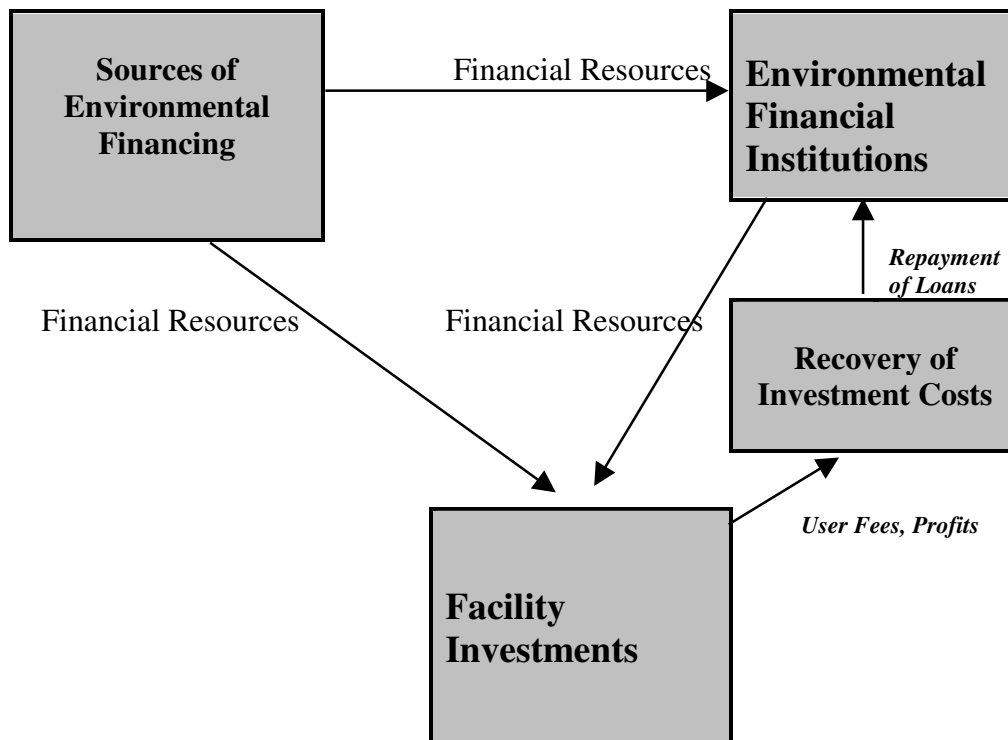 Sources of
Environmental
Financing
Financial Resources
Environmental
Financial
Institutions
Financial Resources
Financial Resources
Repayment
of Loans
Recovery of
Investment Costs
User Fees, Profits
Facility
Investments